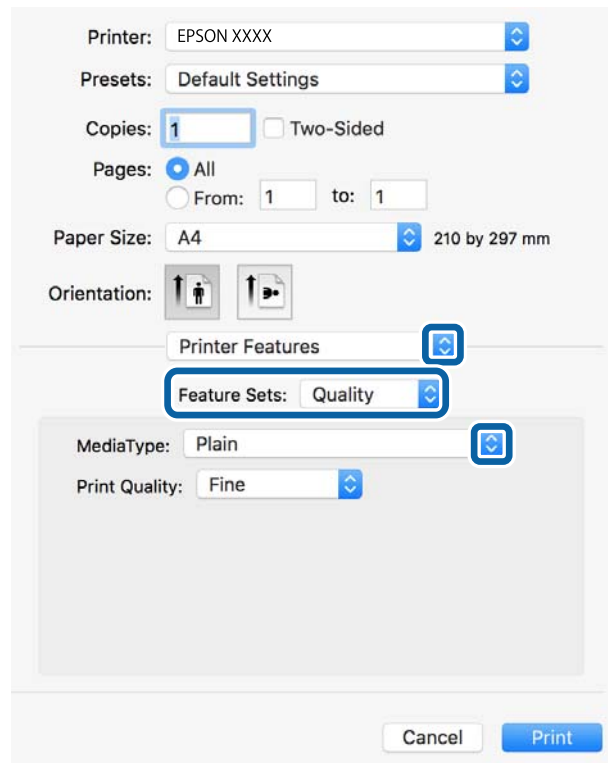 Printer: EPSON XXXX
Presets: Default Settings
Copies: 1 Two-Sided
Pages: All
From: 1 to: 1
Paper Size: A4 210 by 297 mm
Orientation:
Printer Features
Feature Sets: Quality
MediaType: Plain
Print Quality: Fine
Cancel Print